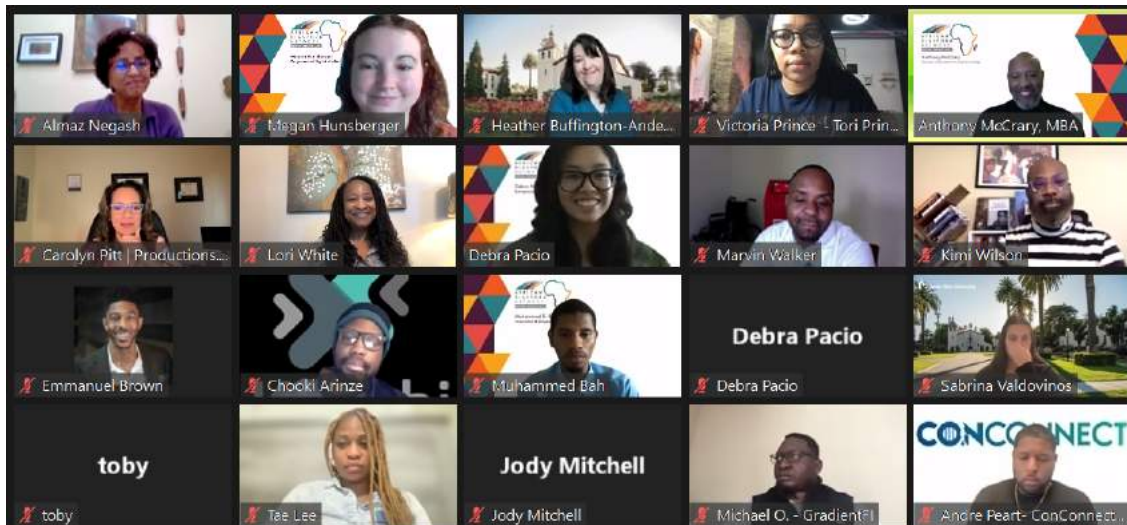 Almaz Negash
Megan Hunsberger
Heather Buffington-Ande...
Victoria Prince - Tori Prin...
Anthony McCrary, MBA
Carolyn Pitt | Productions...
Lori White
Debra Pacio
Marvin Walker
Kimi Wilson
Emmanuel Brown
Chooki Arinze
Muhammed Bah
Debra Pacio
Debra Pacio
Sabrina Valdovinos
toby
toby
Tae Lee
Jody Mitchell
Jody Mitchell
Michael O. - GradientFI
CONCONNECT
Andre Peart- ConConnect...